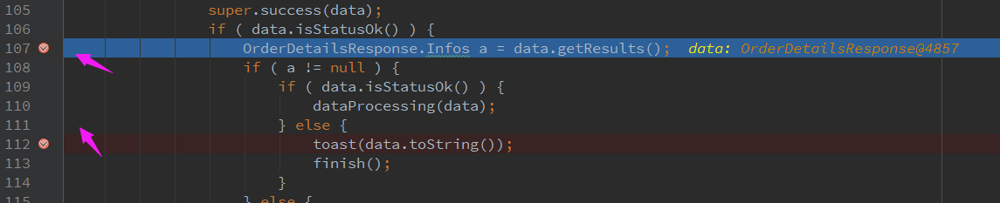 105 super.success(data);
106 if ( data.isStatusOk() ) {
107 OrderDetailsResponse.Infos a = data.getResults(); data: OrderDetailsResponse@4857
108 if ( a != null ) {
109 if ( data.isStatusOk() ) {
110 dataProcessing(data);
111 } else {
112 toast(data.toString());
113 finish();
114 }
115 } else {